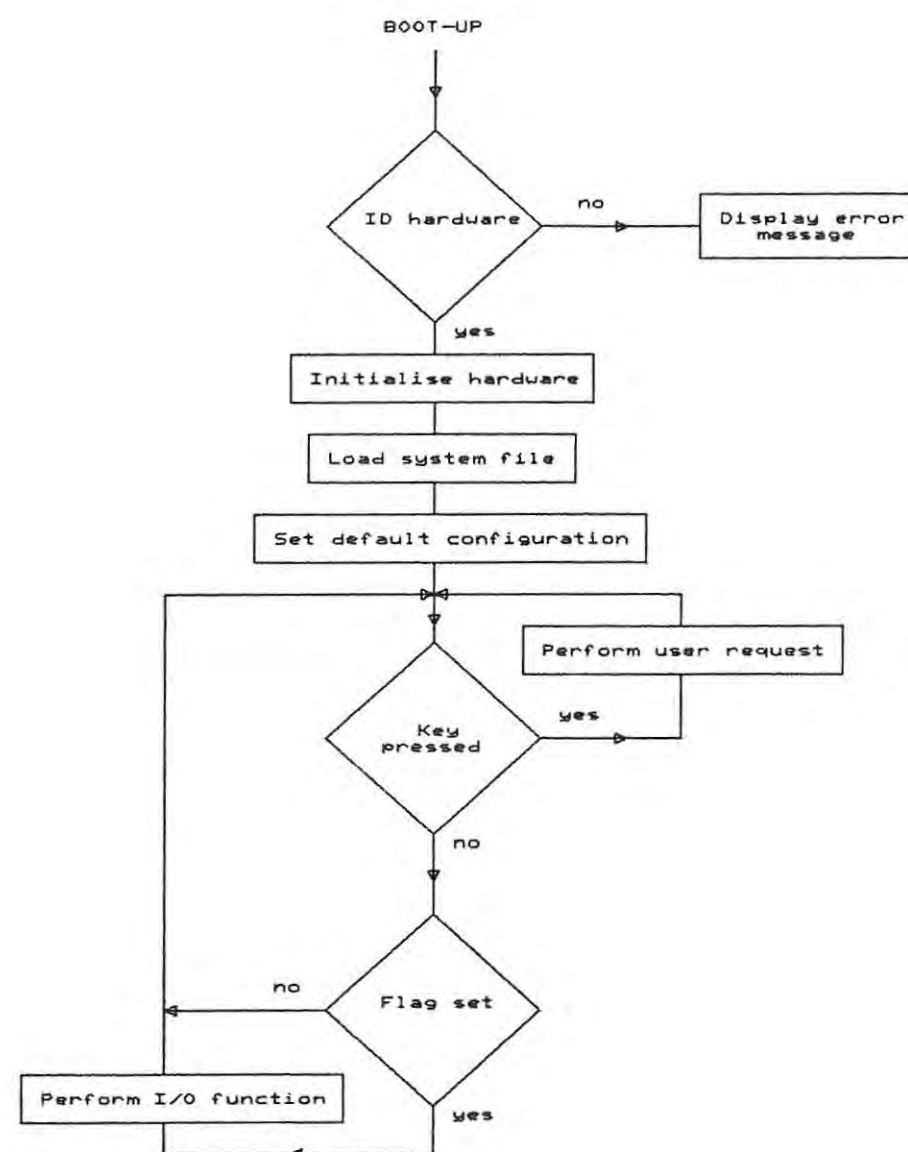 BOOT-UP
ID hardware
no
Display error
message
yes
Initialise hardware
Load system file
Set default configuration
Perform user request
Key
pressed
yes
no
Flag set
no
Perform I/O function
yes